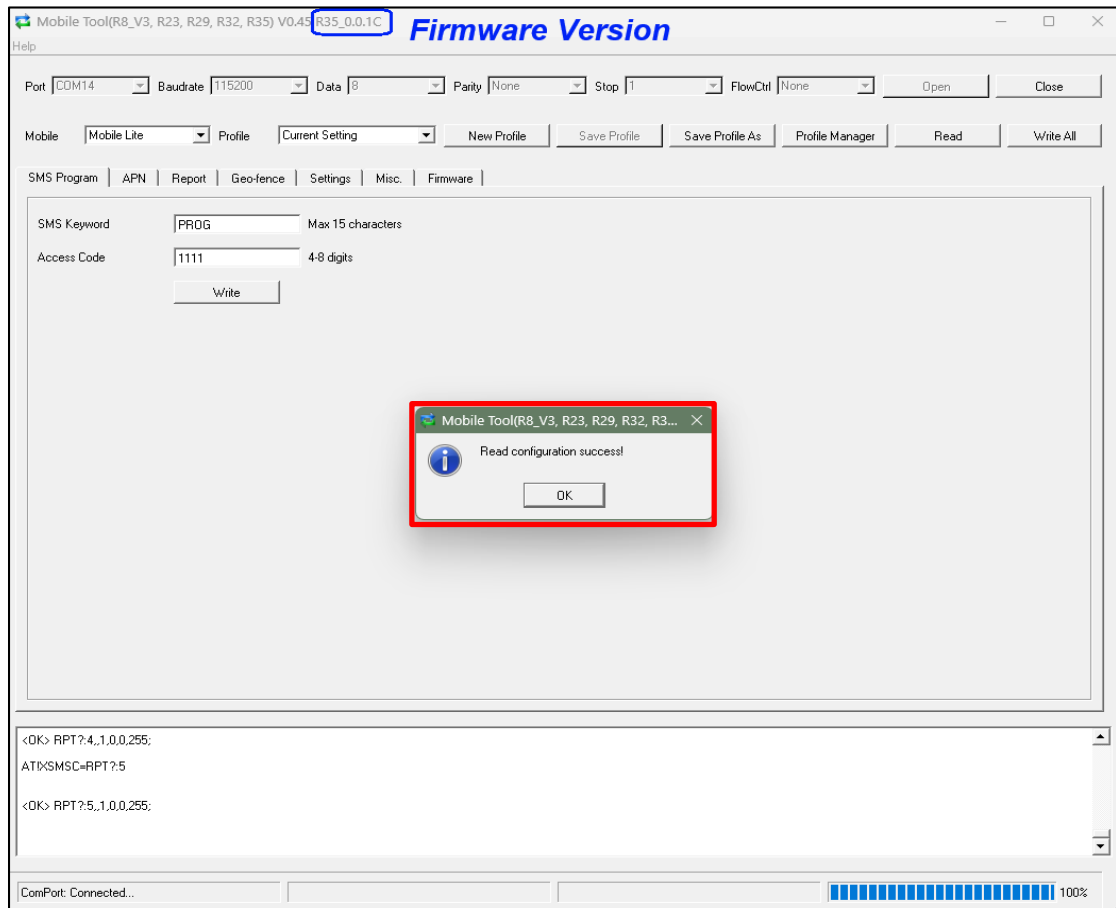 Mobile Tool(R8_V3, R23, R29, R32, R35) V0.45 R35_0.0.1C Firmware Version
Help
Port COM14 Baudrate 115200 Data 8 Parity None Stop 1 FlowCtrl None Open Close
Mobile Mobile Lite Profile Current Setting New Profile Save Profile Save Profile As Profile Manager Read Write All
SMS Program APN Report Geo-fence Settings Misc. Firmware
SMS Keyword PROG Max 15 characters
Access Code 1111 4-8 digits
Write
Mobile Tool(R8_V3, R23, R29, R32, R3...
Read configuration success!
OK
<OK> RPT?:4,,1,0,0,255;
AT!XSMSC=RPT?:5
<OK> RPT?:5,,1,0,0,255;
ComPort: Connected... 100%